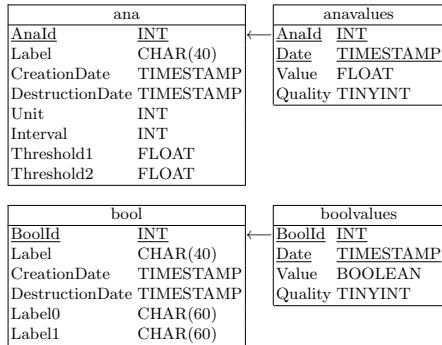 ana
AnaId INT
Label CHAR(40)
CreationDate TIMESTAMP
DestructionDate TIMESTAMP
Unit INT
Interval INT
Threshold1 FLOAT
Threshold2 FLOAT
anavalues
AnaId INT
Date TIMESTAMP
Value FLOAT
Quality TINYINT
bool
BoolId INT
Label CHAR(40)
CreationDate TIMESTAMP
DestructionDate TIMESTAMP
Label0 CHAR(60)
Label1 CHAR(60)
boolvalues
BoolId INT
Date TIMESTAMP
Value BOOLEAN
Quality TINYINT